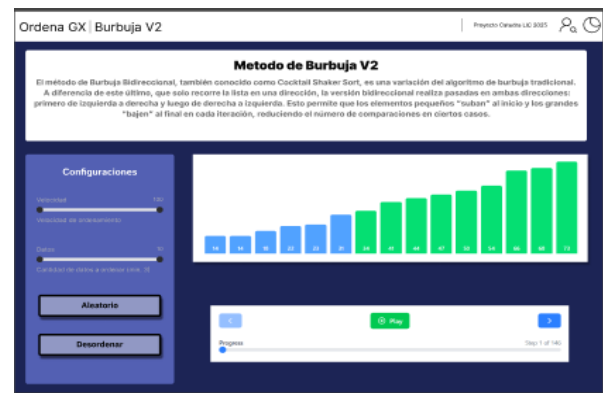 Ordena GX | Burbuja V2
Proyecto Canaima LIC 2025
Metodo de Burbuja V2
El método de Burbuja Bidireccional, también conocido como Cocktail Shaker Sort, es una variación del algoritmo de burbuja tradicional.
A diferencia de este último, que solo recorre la lista en una dirección, la versión bidireccional realiza pasadas en ambas direcciones:
primero de izquierda a derecha y luego de derecha a izquierda. Esto permite que los elementos pequeños "suban" al inicio y los grandes
"bajen" al final en cada iteración, reduciendo el número de comparaciones en ciertos casos.
Configuraciones
Velocidad 100
Velocidad de ordenamiento
Datos
Cantidad de datos a ordenar
Aleatorio
Desordenar
22 23 31 34 41 44 47 50 54 66 68 73
Play
Progress Step 1 of 146